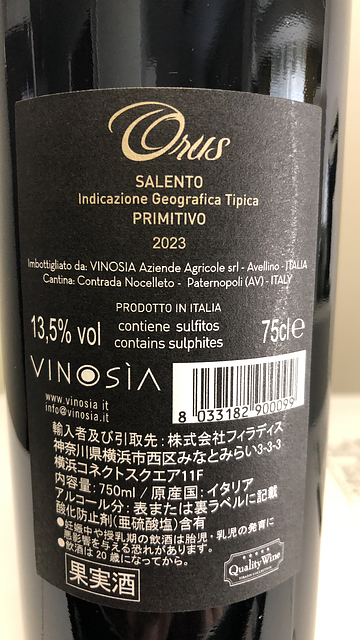 Orus
SALENTO
Indicazione Geografica Tipica
PRIMITIVO
2023
Imbottigliato da: VINOSIA Aziende Agricole srl - Avellino - ITALIA
Cantina: Contrada Nocelleto - Paternopoli (AV) - ITALY
PRODOTTO IN ITALIA
13,5% vol contiene sulfitos 75cl e
contains sulphites
VINOSÌA
www.vinosia.it
info@vinosia.it
8 033182 900099
輸入者及び引取先：株式会社フィラディス
神奈川県横浜市西区みなとみらい3-3-3
横浜コネクトスクエア11F
内容量：750ml / 原産国：イタリア
アルコール分：表または裏ラベルに記載
酸化防止剤(亜硫酸塩)含有
●妊娠中や授乳期の飲酒は胎児・乳児の発育に
悪影響を与える恐れがあります。
●飲酒は20歳になってから。
果実酒
Quality Wine